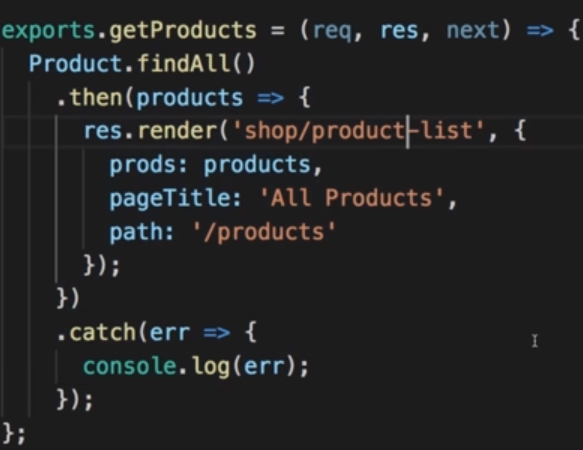 exports.getProducts = (req, res, next) => {
  Product.findAll()
    .then(products => {
      res.render('shop/product-list', {
        prods: products,
        pageTitle: 'All Products',
        path: '/products'
      });
    })
    .catch(err => {
      console.log(err);
    });
};